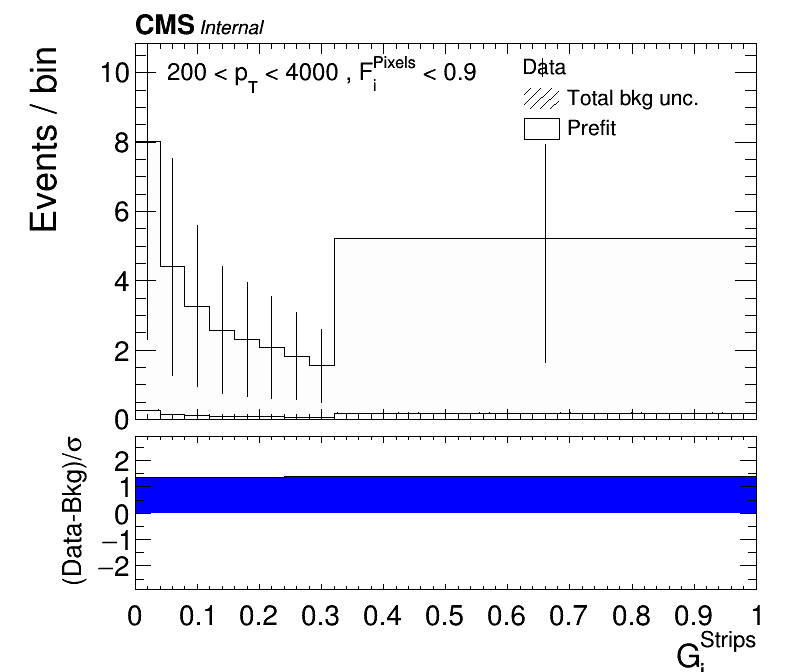 CMS Internal
200 < p_T < 4000 , F_i^Pixels < 0.9
Data
Total bkg unc.
Prefit
Events / bin
10
8
6
4
2
0
(Data-Bkg)/σ
2
1
0
−1
−2
0 0.1 0.2 0.3 0.4 0.5 0.6 0.7 0.8 0.9 1
G_i^Strips